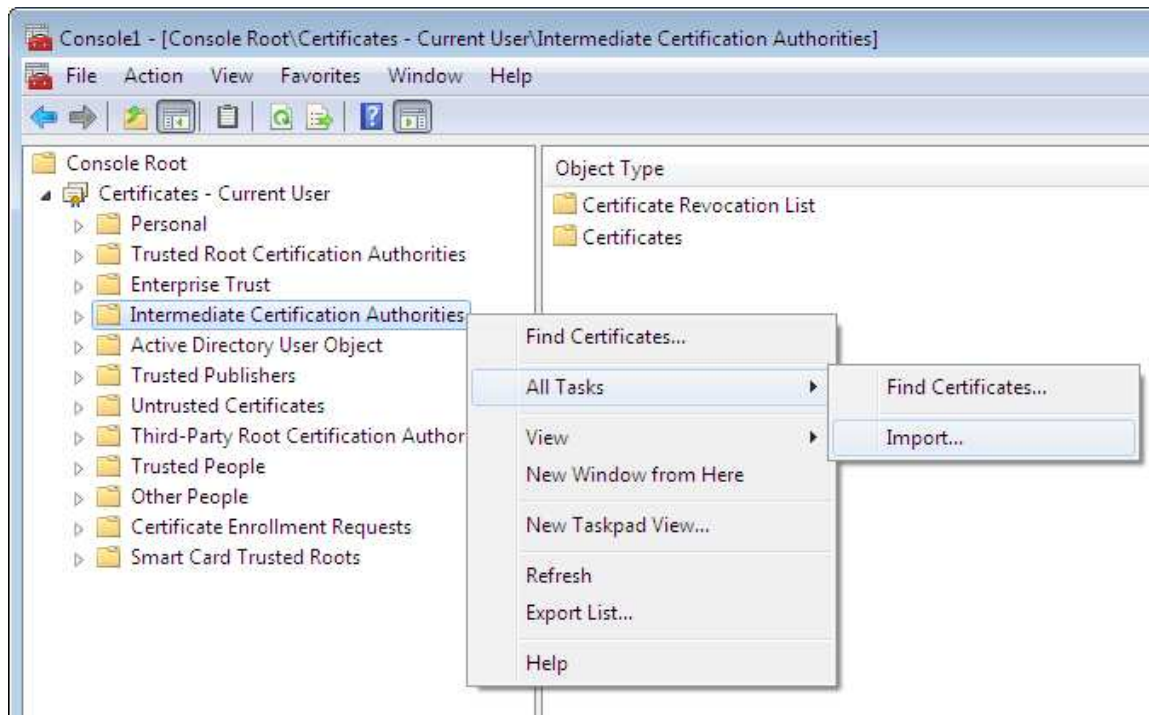 Console1 - [Console Root\Certificates - Current User\Intermediate Certification Authorities]
File Action View Favorites Window Help
Console Root
Certificates - Current User
Personal
Trusted Root Certification Authorities
Enterprise Trust
Intermediate Certification Authorities
Active Directory User Object
Trusted Publishers
Untrusted Certificates
Third-Party Root Certification Author
Trusted People
Other People
Certificate Enrollment Requests
Smart Card Trusted Roots
Object Type
Certificate Revocation List
Certificates
Find Certificates...
All Tasks
View
New Window from Here
New Taskpad View...
Refresh
Export List...
Help
Find Certificates...
Import...